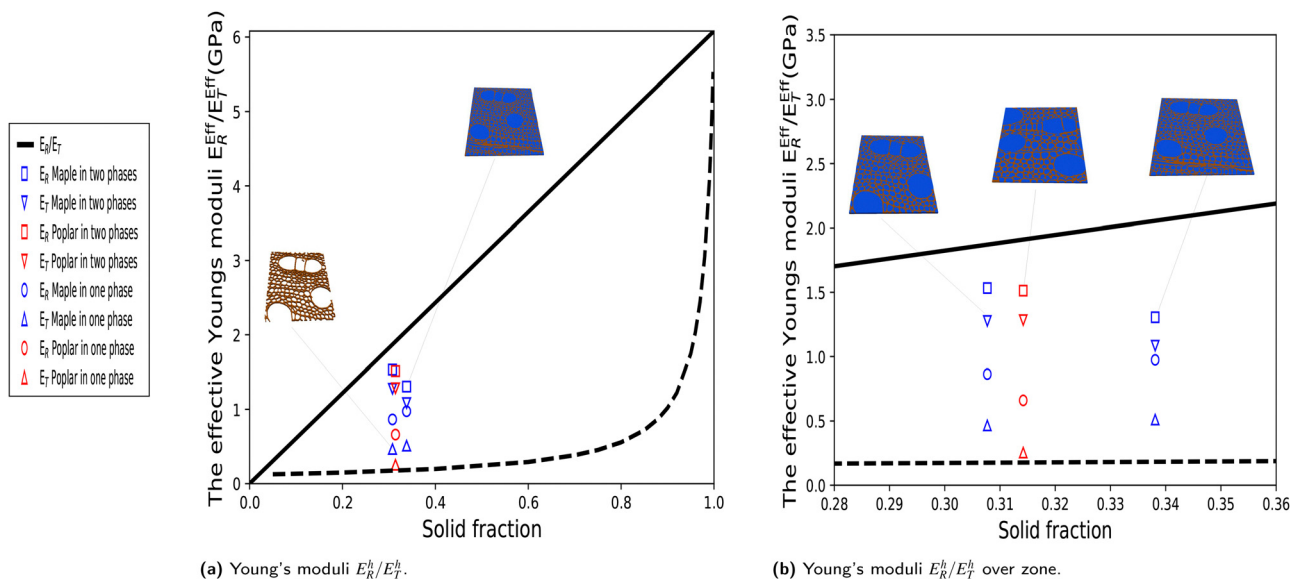 E_R/E_T
E_R Maple in two phases
E_T Maple in two phases
E_R Poplar in two phases
E_T Poplar in two phases
E_R Maple in one phase
E_T Maple in one phase
E_R Poplar in one phase
E_T Poplar in one phase
The effective Youngs moduli E_R^Eff/E_T^Eff(GPa)
6
5
4
3
2
1
0
0.0 0.2 0.4 0.6 0.8 1.0
Solid fraction
(a) Young's moduli E_R^h/E_T^h.
The effective Youngs moduli E_R^Eff/E_T^Eff(GPa)
3.5
3.0
2.5
2.0
1.5
1.0
0.5
0.0
0.28 0.29 0.30 0.31 0.32 0.33 0.34 0.35 0.36
Solid fraction
(b) Young's moduli E_R^h/E_T^h over zone.